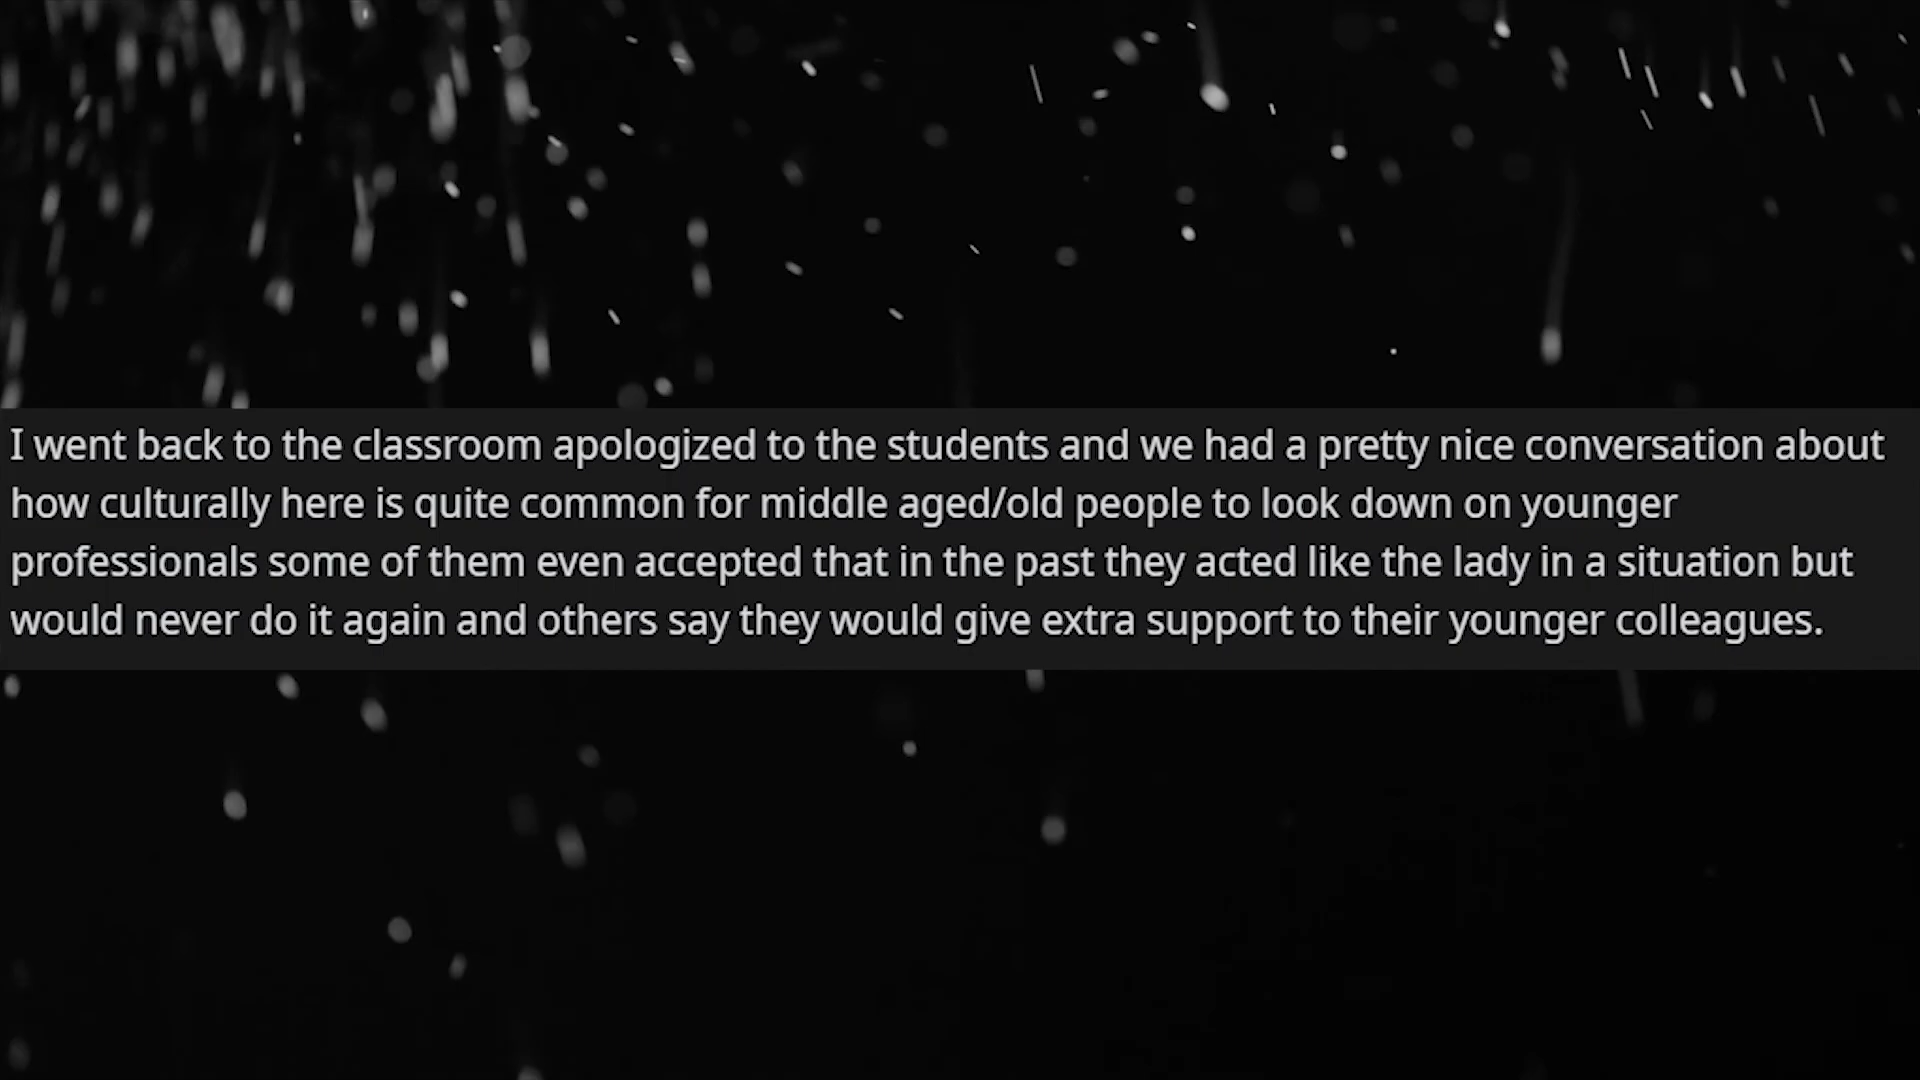 I went back to the classroom apologized to the students and we had a pretty nice conversation about
how culturally here is quite common for middle aged/old people to look down on younger
professionals some of them even accepted that in the past they acted like the lady in a situation but
would never do it again and others say they would give extra support to their younger colleagues.